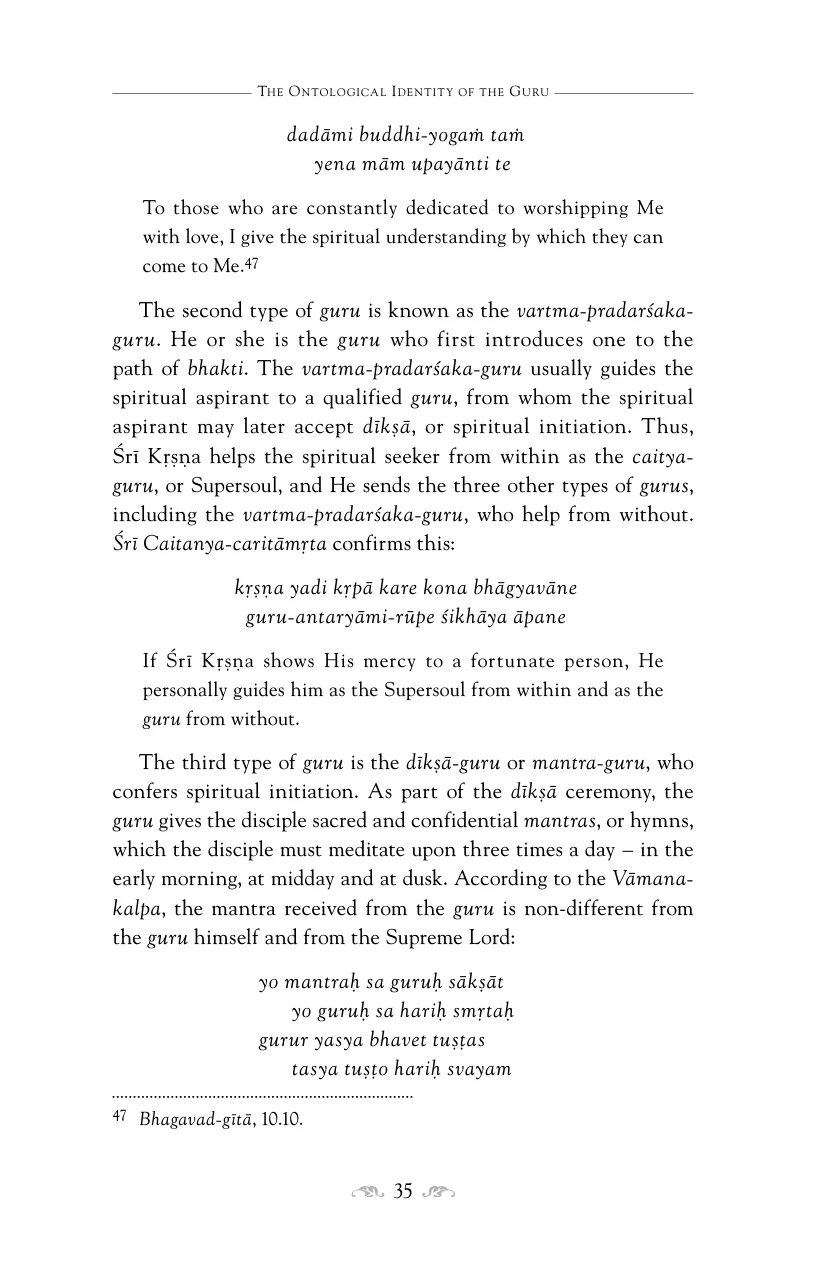 The Ontological Identity of the Guru
dadāmi buddhi-yogaṁ taṁ
yena mām upayānti te
To those who are constantly dedicated to worshipping Me
with love, I give the spiritual understanding by which they can
come to Me.47
The second type of guru is known as the vartma-pradarśaka-
guru. He or she is the guru who first introduces one to the
path of bhakti. The vartma-pradarśaka-guru usually guides the
spiritual aspirant to a qualified guru, from whom the spiritual
aspirant may later accept dīkṣā, or spiritual initiation. Thus,
Śrī Kṛṣṇa helps the spiritual seeker from within as the caitya-
guru, or Supersoul, and He sends the three other types of gurus,
including the vartma-pradarśaka-guru, who help from without.
Śrī Caitanya-caritāmṛta confirms this:
kṛṣṇa yadi kṛpā kare kona bhāgyavāne
guru-antaryāmi-rūpe śikhāya āpane
If Śrī Kṛṣṇa shows His mercy to a fortunate person, He
personally guides him as the Supersoul from within and as the
guru from without.
The third type of guru is the dīkṣā-guru or mantra-guru, who
confers spiritual initiation. As part of the dīkṣā ceremony, the
guru gives the disciple sacred and confidential mantras, or hymns,
which the disciple must meditate upon three times a day – in the
early morning, at midday and at dusk. According to the Vāmana-
kalpa, the mantra received from the guru is non-different from
the guru himself and from the Supreme Lord:
yo mantraḥ sa guruḥ sākṣāt
yo guruḥ sa hariḥ smṛtaḥ
gurur yasya bhavet tuṣṭas
tasya tuṣṭo hariḥ svayam
47 Bhagavad-gītā, 10.10.
35